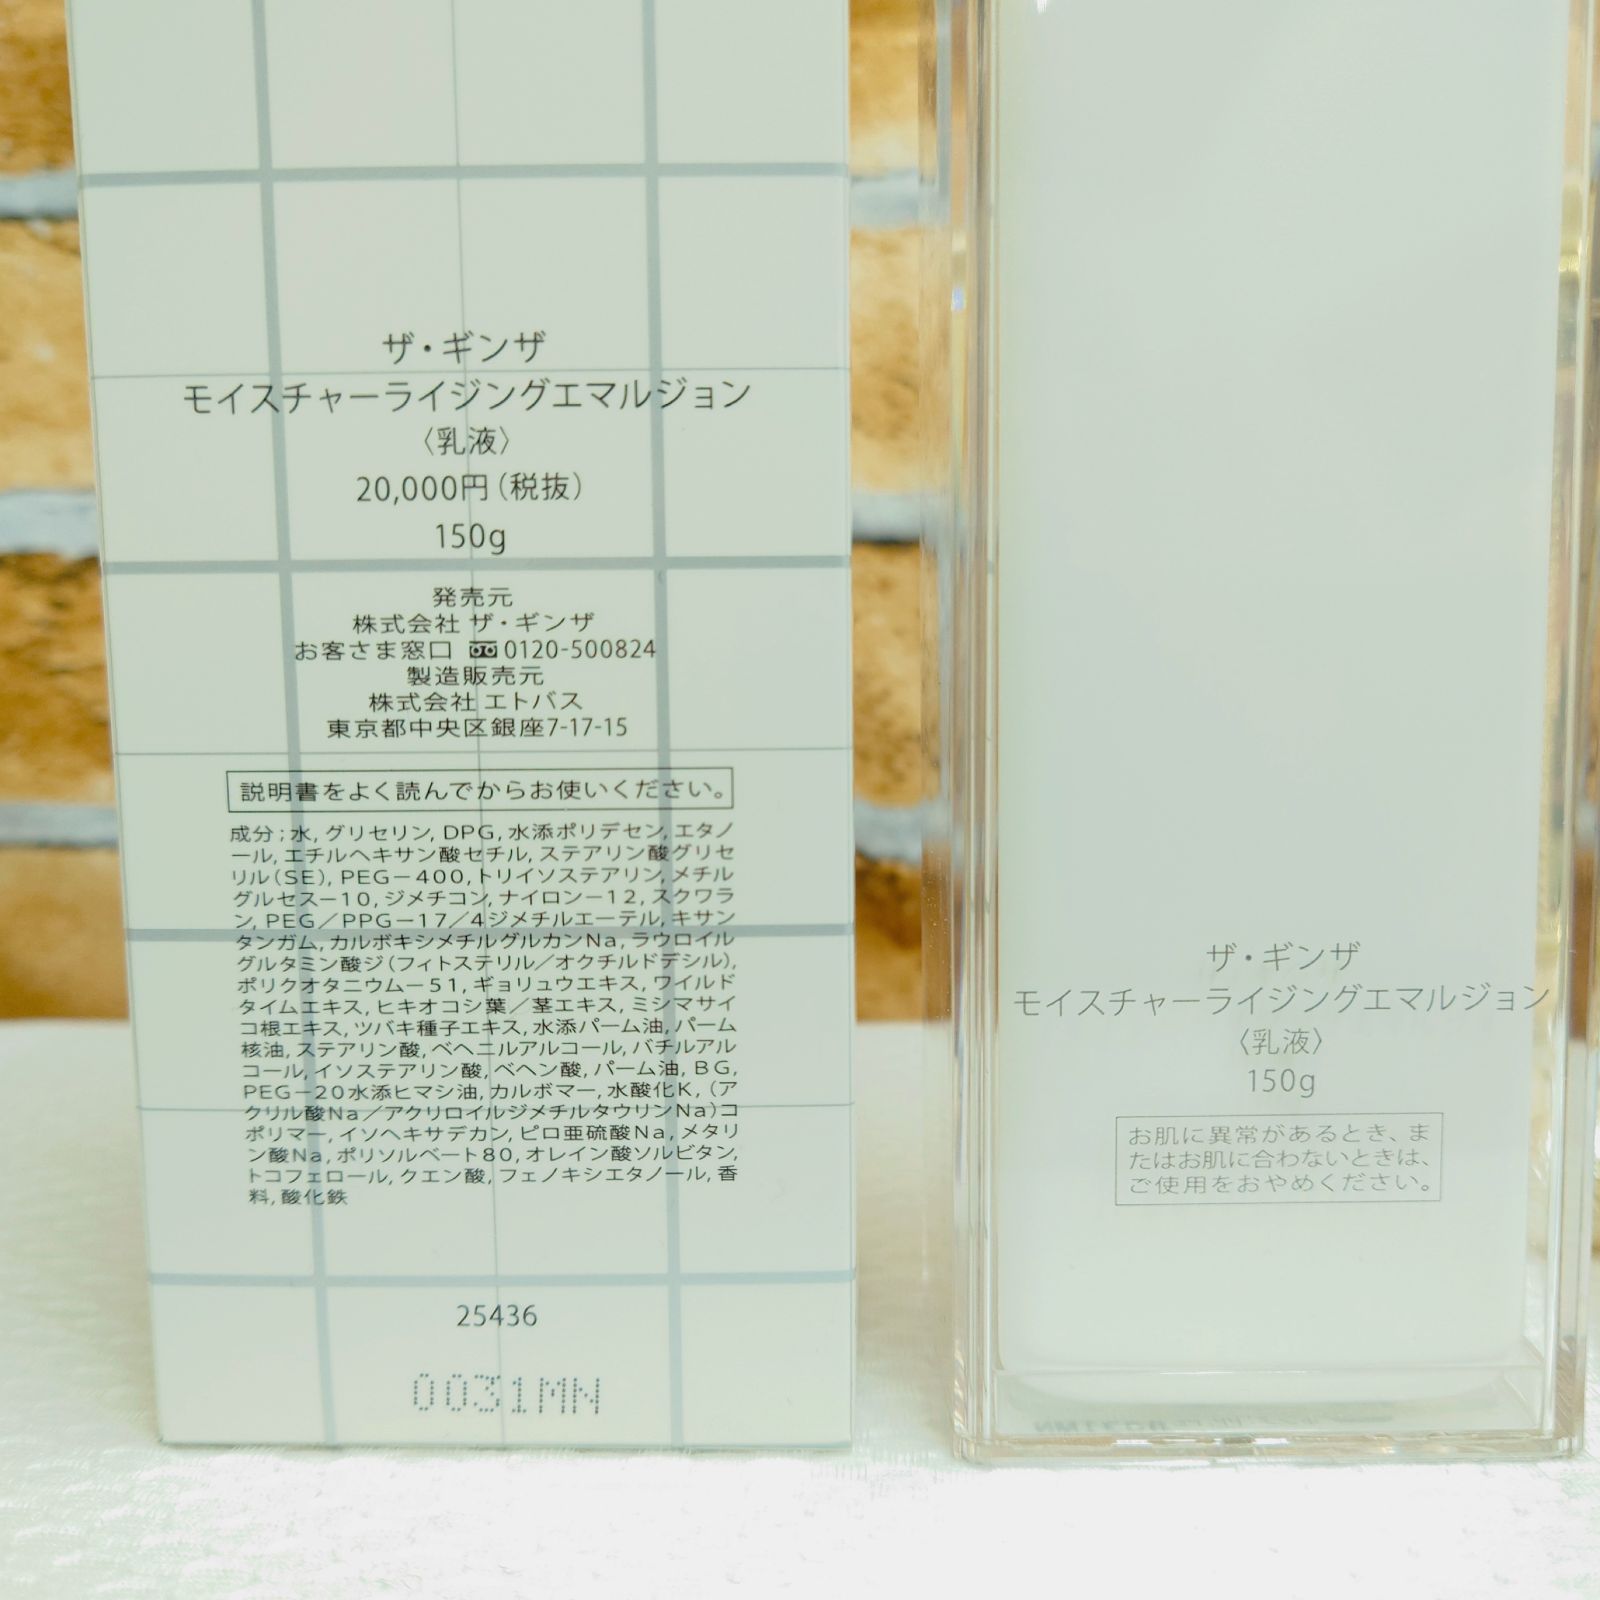 ザ・ギンザ
モイスチャーライジングエマルジョン
〈乳液〉
20,000円(税抜)
150g
発売元
株式会社 ザ・ギンザ
お客さま窓口 0120-500824
製造販売元
株式会社 エトバス
東京都中央区銀座7-17-15
説明書をよく読んでからお使いください。
成分;水,グリセリン,DPG,水添ポリデセン,エタノ
ール,エチルヘキサン酸セチル,ステアリン酸グリセ
リル(SE),PEG－400,トリイソステアリン,メチル
グルセス－10,ジメチコン,ナイロン－12,スクワラ
ン,PEG／PPG－17／4ジメチルエーテル,キサン
タンガム,カルボキシメチルグルカンNa,ラウロイル
グルタミン酸ジ(フィトステリル／オクチルドデシル),
ポリクオタニウム－51,ギョリュウエキス,ワイルド
タイムエキス,ヒキオコシ葉／茎エキス,ミシマサイ
コ根エキス,ツバキ種子エキス,水添パーム油,パーム
核油,ステアリン酸,ベヘニルアルコール,バチルアル
コール,イソステアリン酸,ベヘン酸,パーム油,BG,
PEG－20水添ヒマシ油,カルボマー,水酸化K,(ア
クリル酸Na／アクリロイルジメチルタウリンNa)コ
ポリマー,イソヘキサデカン,ピロ亜硫酸Na,メタリ
ン酸Na,ポリソルベート80,オレイン酸ソルビタン,
トコフェロール,クエン酸,フェノキシエタノール,香
料,酸化鉄
25436
0031MN
ザ・ギンザ
モイスチャーライジングエマルジョン
〈乳液〉
150g
お肌に異常があるとき、ま
たはお肌に合わないときは、
ご使用をおやめください。